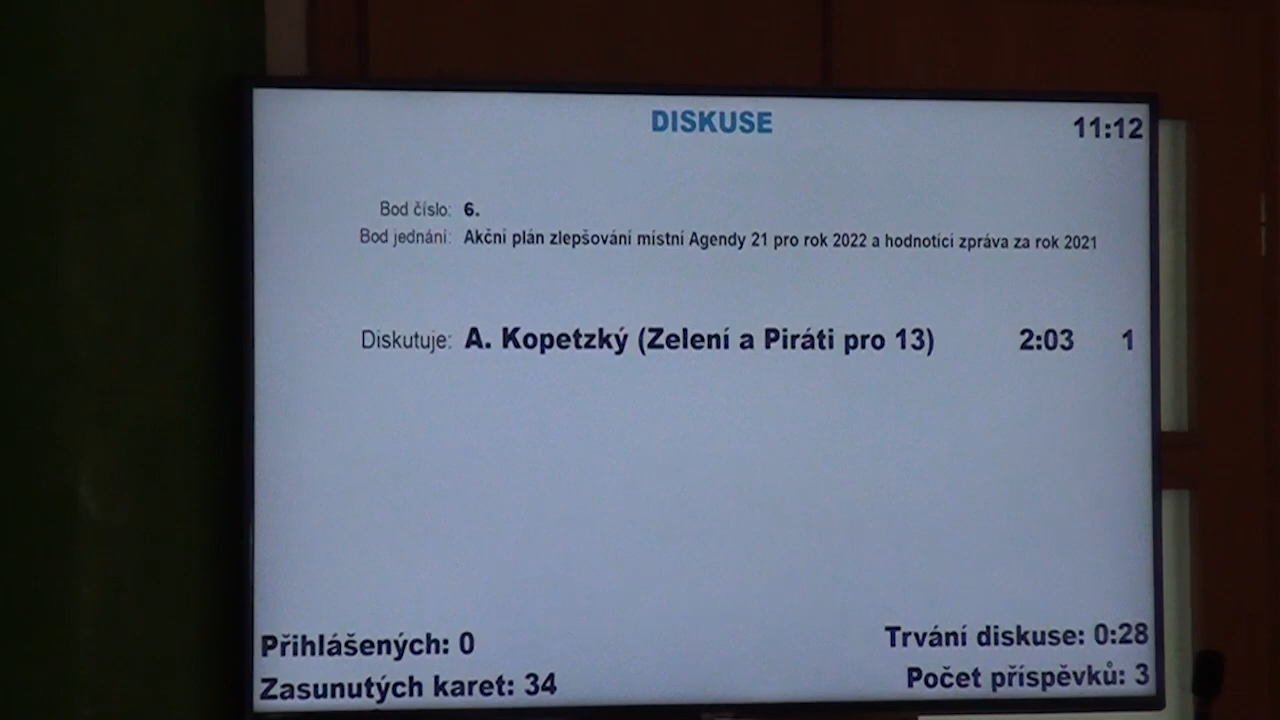 DISKUSE
11:12
Bod číslo: 6.
Bod jednání: Akční plán zlepšování místní Agendy 21 pro rok 2022 a hodnotící zpráva za rok 2021
Diskutuje: A. Kopetzký (Zelení a Piráti pro 13) 2:03 1
Přihlášených: 0
Trvání diskuse: 0:28
Zasunutých karet: 34
Počet příspěvků: 3